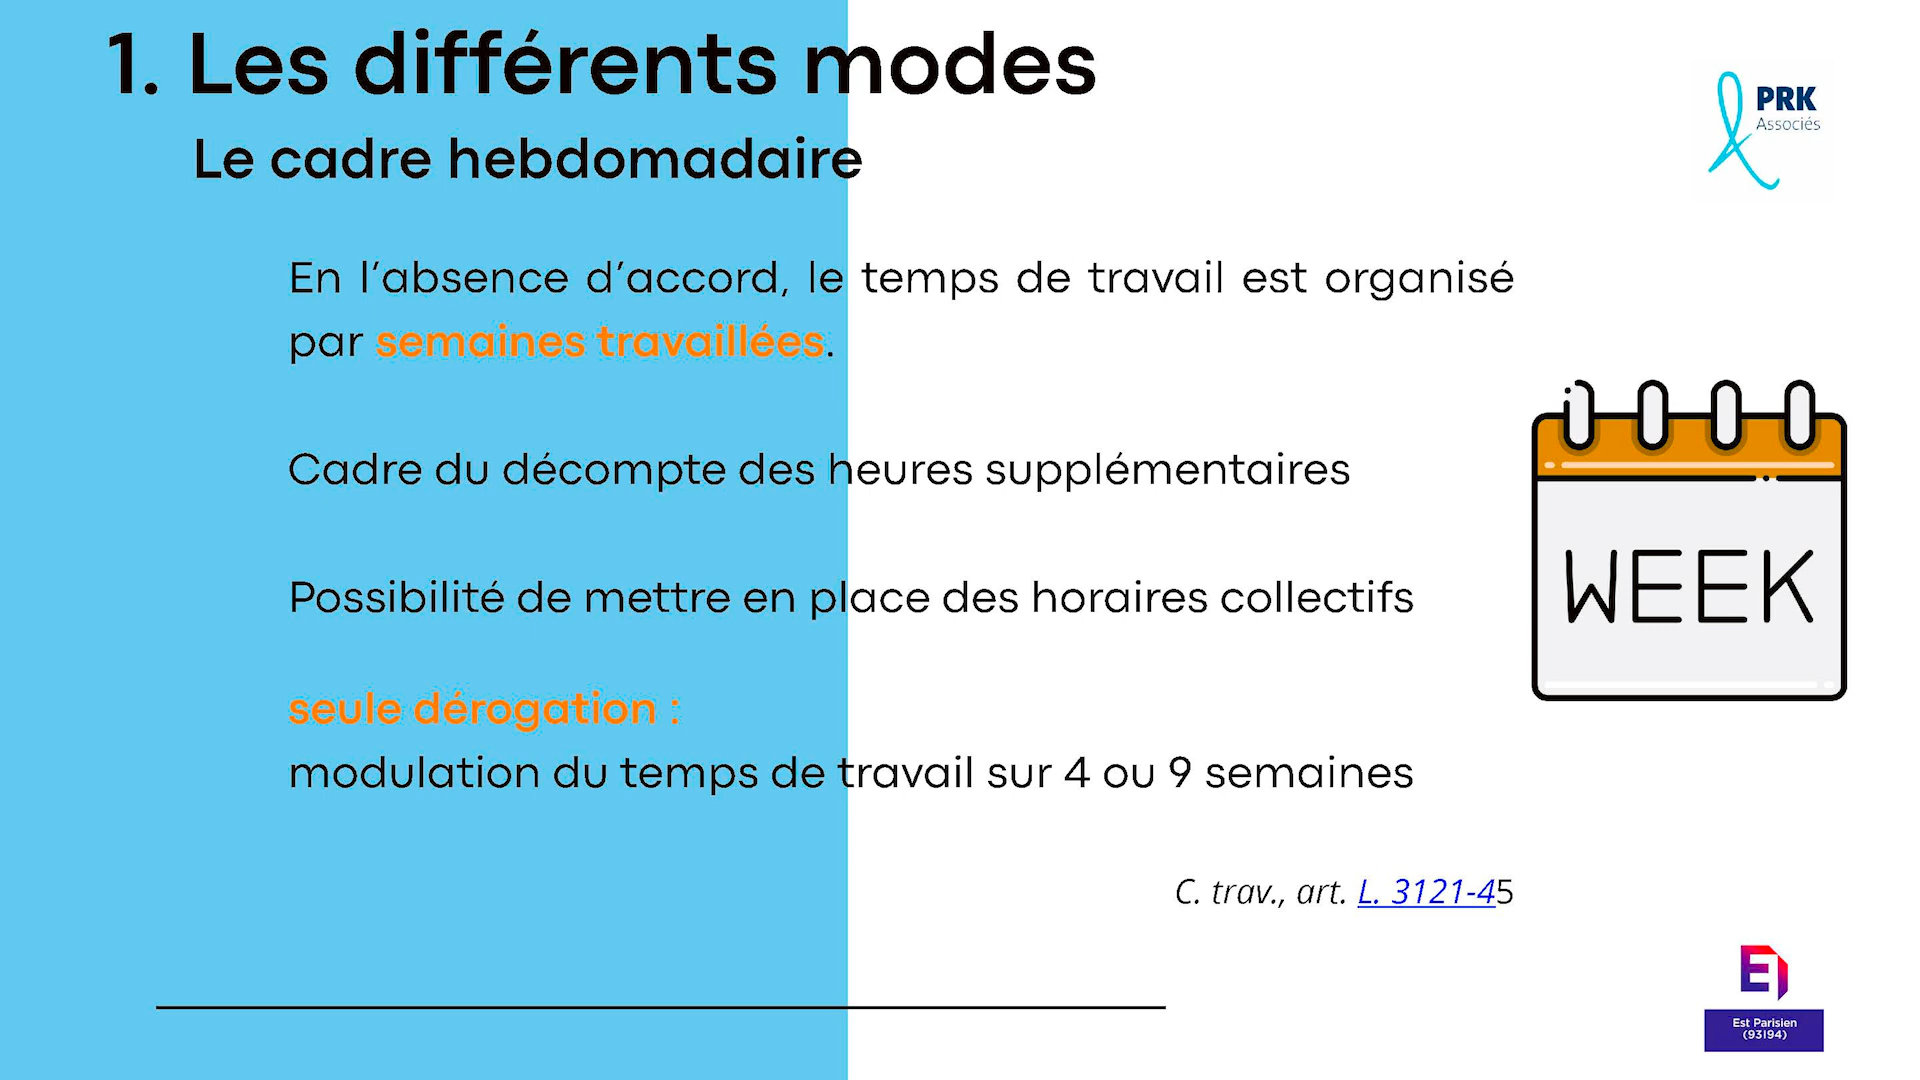 1. Les différents modes
PRK
Associés
Le cadre hebdomadaire
En l’absence d’accord, le temps de travail est organisé
par semaines travaillées.
Cadre du décompte des heures supplémentaires
Possibilité de mettre en place des horaires collectifs
WEEK
seule dérogation :
modulation du temps de travail sur 4 ou 9 semaines
C. trav., art. L. 3121-45
Est Parisien
(93|94)